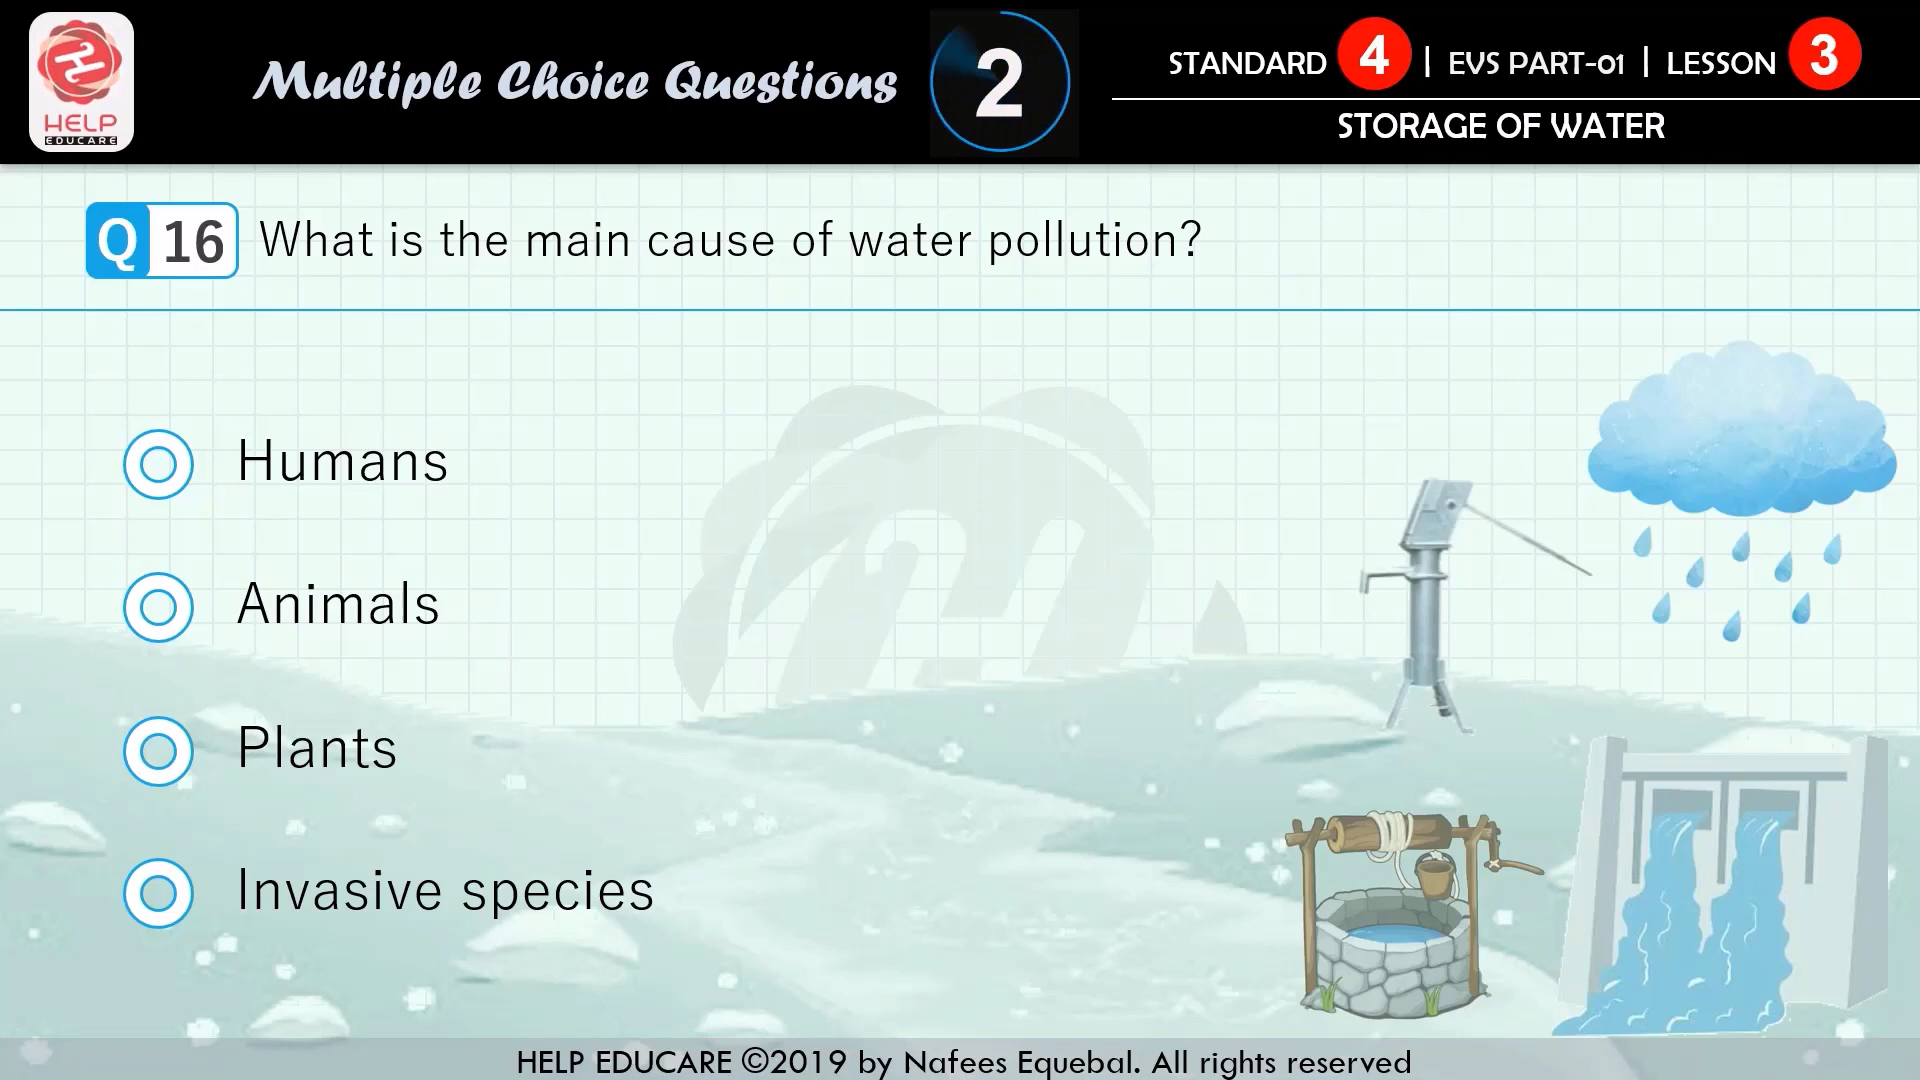 HELP
EDUCARE
Multiple Choice Questions
2
STANDARD 4 | EVS PART-01 | LESSON 3
STORAGE OF WATER
Q 16 What is the main cause of water pollution?
Humans
Animals
Plants
Invasive species
HELP EDUCARE ©2019 by Nafees Equebal. All rights reserved